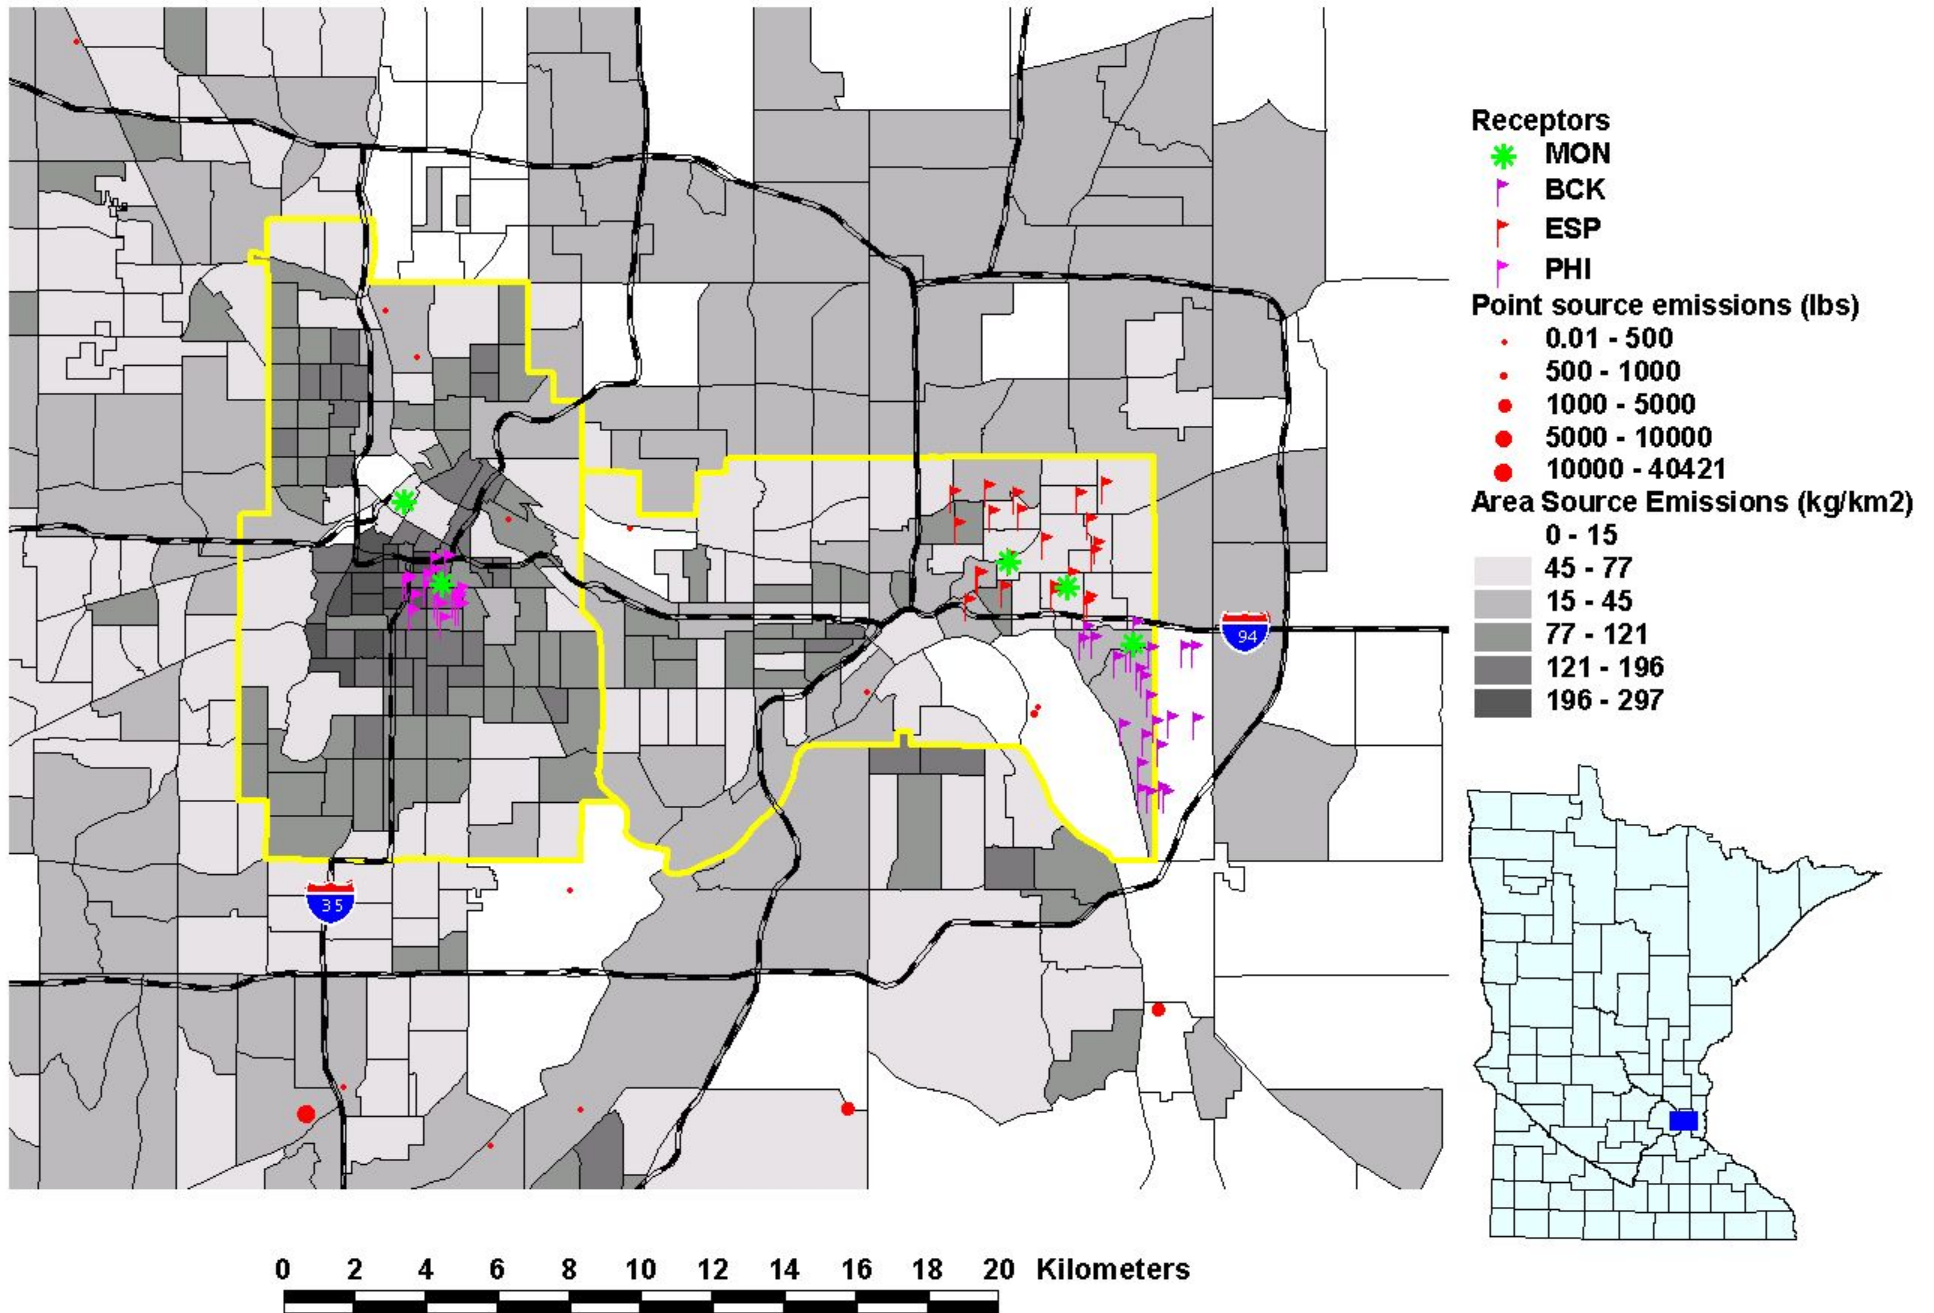 Receptors
MON
BCK
ESP
PHI
Point source emissions (lbs)
0.01 - 500
500 - 1000
1000 - 5000
5000 - 10000
10000 - 40421
Area Source Emissions (kg/km2)
0 - 15
45 - 77
15 - 45
77 - 121
121 - 196
196 - 297
94
35
0 2 4 6 8 10 12 14 16 18 20 Kilometers